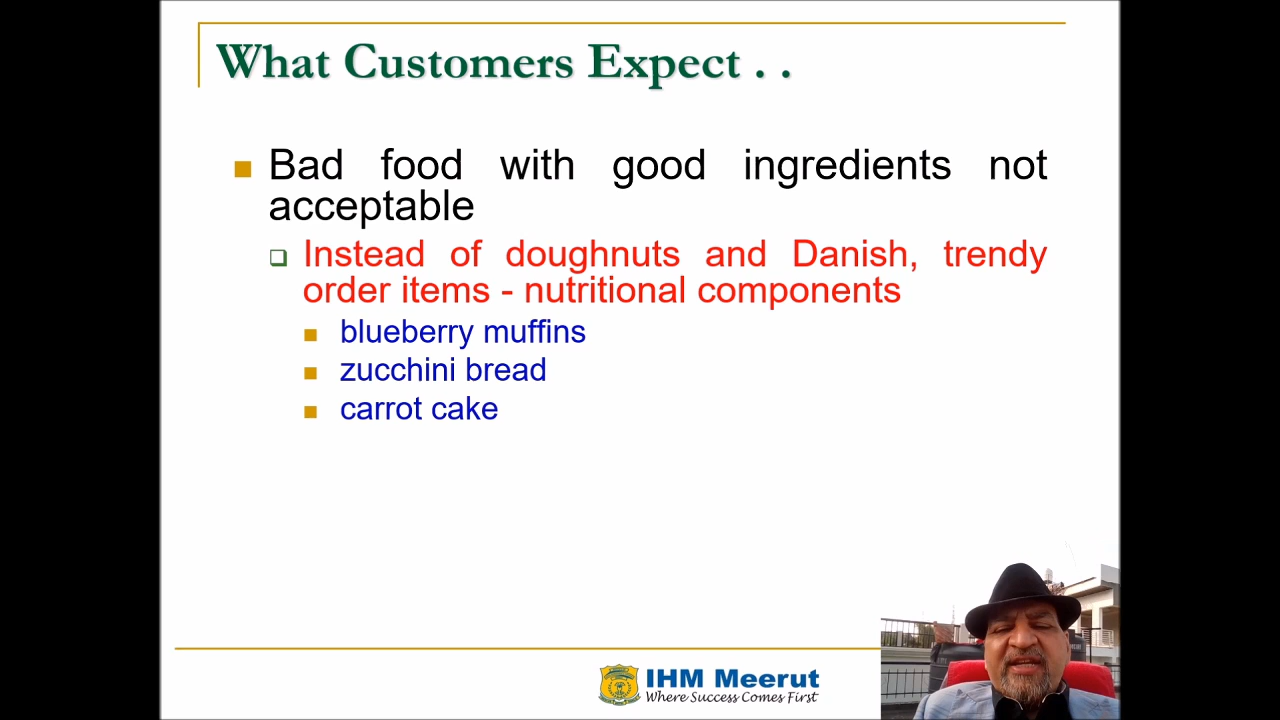 What Customers Expect . .
Bad food with good ingredients not
acceptable
Instead of doughnuts and Danish, trendy
order items - nutritional components
blueberry muffins
zucchini bread
carrot cake
IHM Meerut
Where Success Comes First